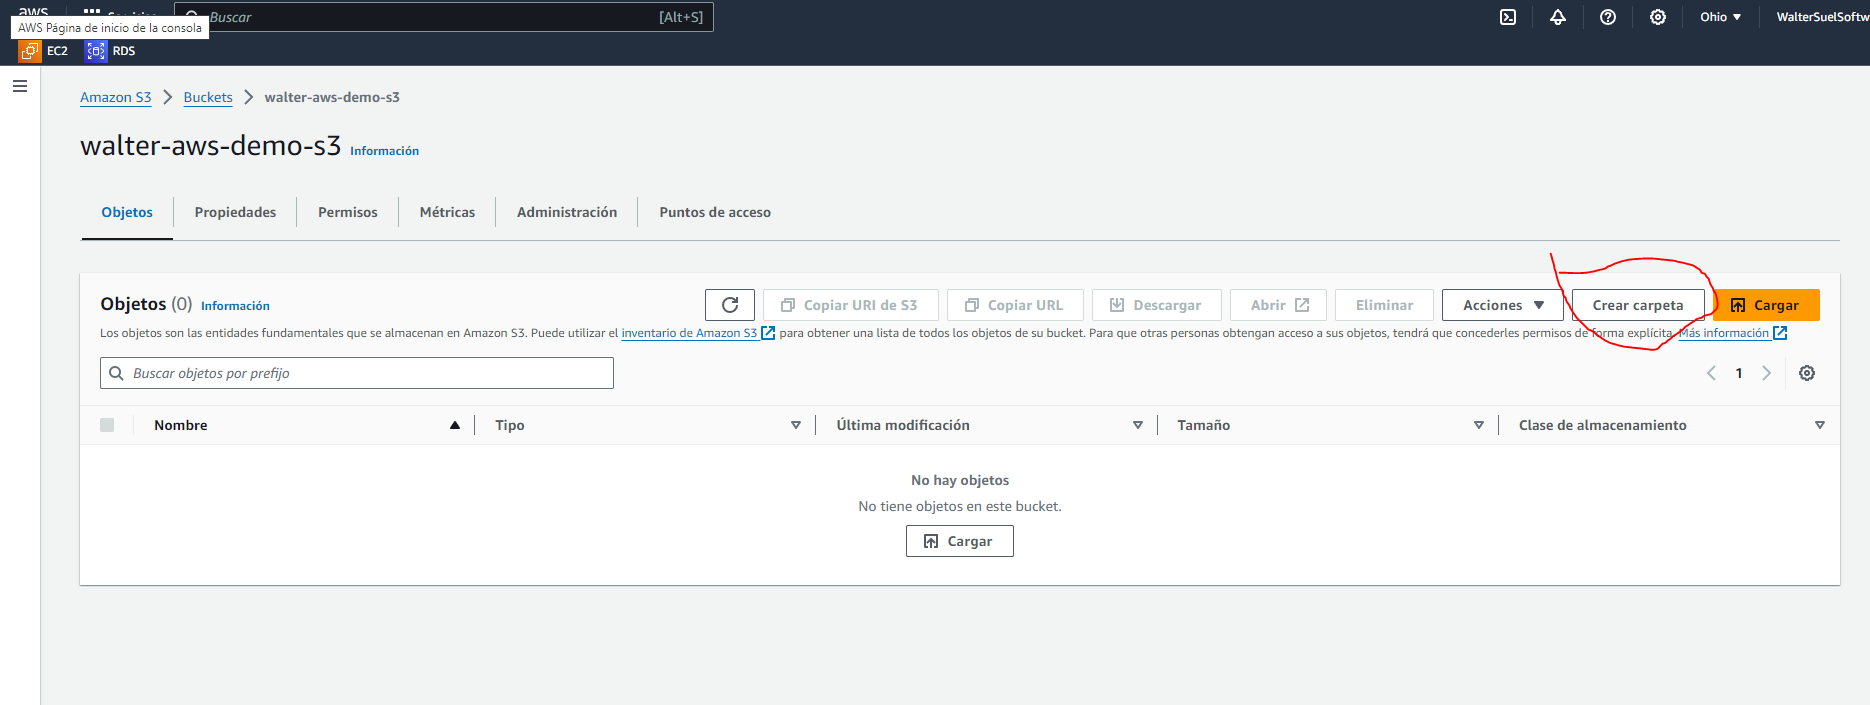 aws
Buscar [Alt+S] Ohio WalterSuelSoftw
AWS Página de inicio de la consola
EC2 RDS
Amazon S3 Buckets walter-aws-demo-s3
walter-aws-demo-s3 Información
Objetos Propiedades Permisos Métricas Administración Puntos de acceso
Objetos (0) Información Copiar URI de S3 Copiar URL Descargar Abrir Eliminar Acciones Crear carpeta Cargar
Los objetos son las entidades fundamentales que se almacenan en Amazon S3. Puede utilizar el inventario de Amazon S3 para obtener una lista de todos los objetos de su bucket. Para que otras personas obtengan acceso a sus objetos, tendrá que concederles permisos de forma explícita. Más información
Buscar objetos por prefijo 1
Nombre Tipo Última modificación Tamaño Clase de almacenamiento
No hay objetos
No tiene objetos en este bucket.
Cargar